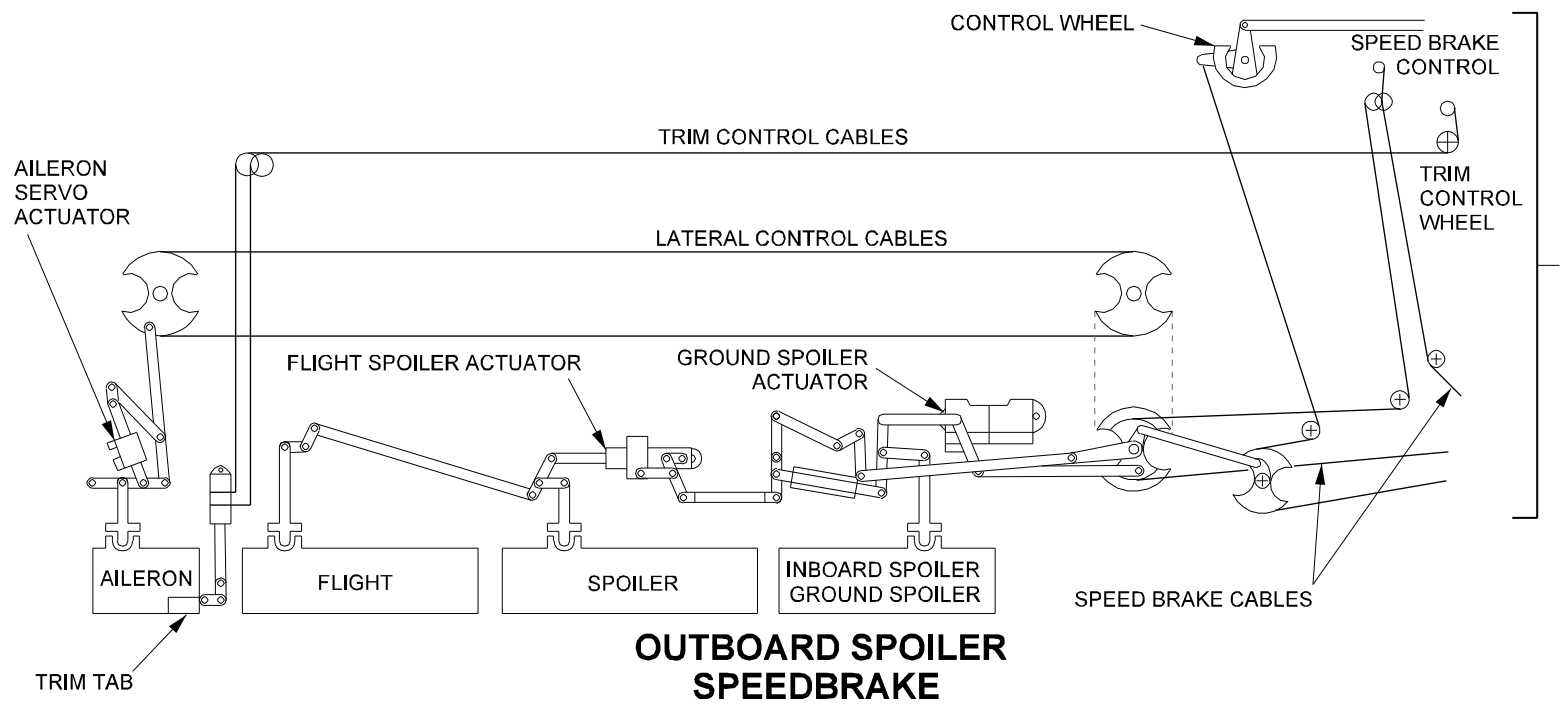 CONTROL WHEEL
SPEED BRAKE
CONTROL
TRIM CONTROL CABLES
AILERON
SERVO
ACTUATOR
TRIM
CONTROL
WHEEL
LATERAL CONTROL CABLES
FLIGHT SPOILER ACTUATOR
GROUND SPOILER
ACTUATOR
AILERON
FLIGHT
SPOILER
INBOARD SPOILER
GROUND SPOILER
SPEED BRAKE CABLES
TRIM TAB
OUTBOARD SPOILER
SPEEDBRAKE